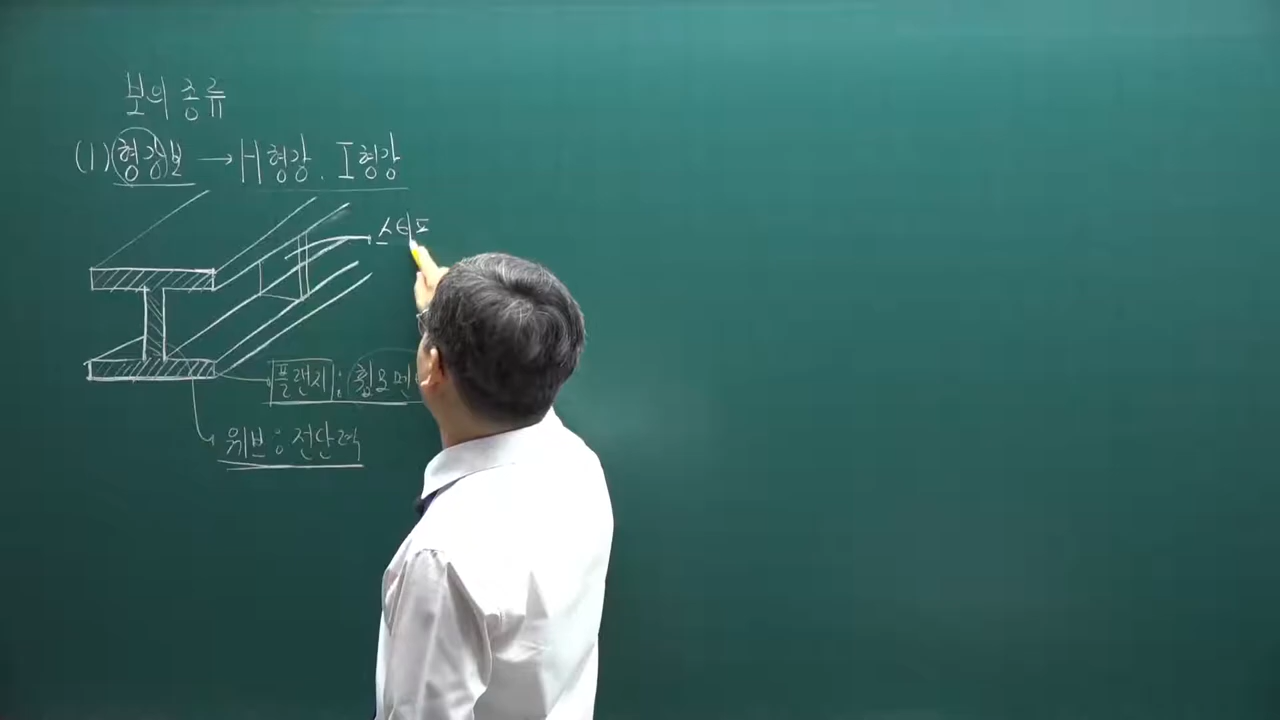 보의 종류
(1) 형강보 → H형강. I형강
스티프
플랜지 : 휨모멘
웨브 : 전단력